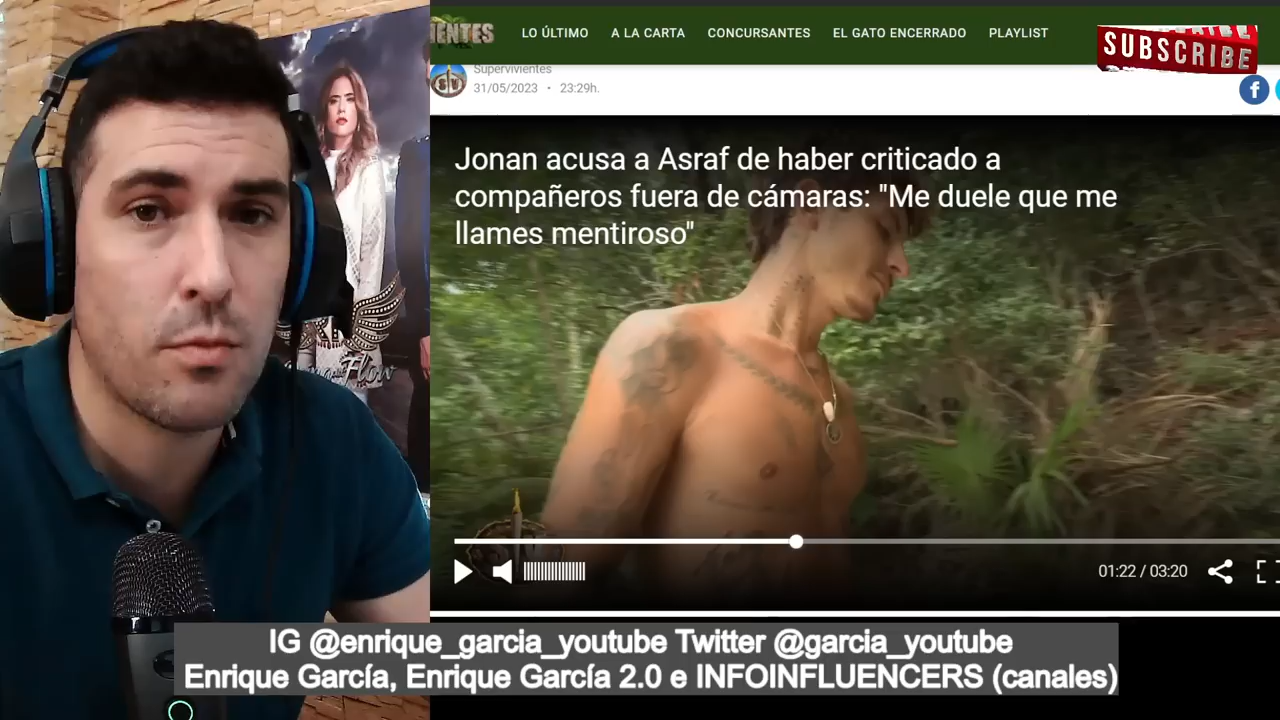 IENTES
LO ÚLTIMO
A LA CARTA
CONCURSANTES
EL GATO ENCERRADO
PLAYLIST
SUBSCRIBE
Supervivientes
31/05/2023 • 23:29h.
f
Jonan acusa a Asraf de haber criticado a
compañeros fuera de cámaras: "Me duele que me
llames mentiroso"
Flow
01:22 / 03:20
IG @enrique_garcia_youtube Twitter @garcia_youtube
Enrique García, Enrique García 2.0 e INFOINFLUENCERS (canales)